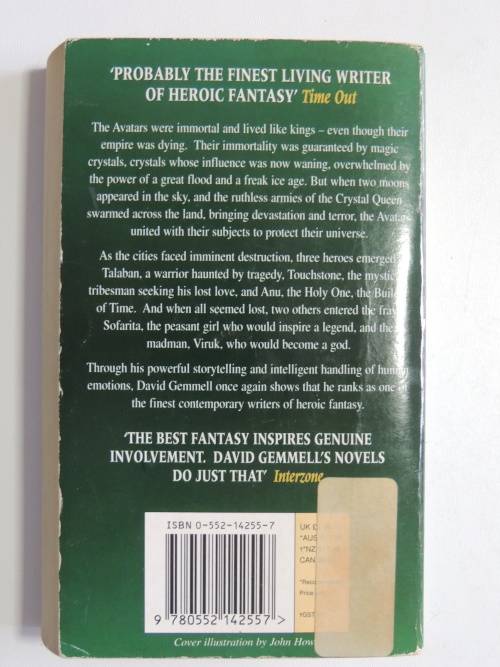 ‘PROBABLY THE FINEST LIVING WRITER
OF HEROIC FANTASY’ Time Out
The Avatars were immortal and lived like kings – even though their
empire was dying. Their immortality was guaranteed by magic
crystals, crystals whose influence was now waning, overwhelmed by
the power of a great flood and a freak ice age. But when two moons
appeared in the sky, and the ruthless armies of the Crystal Queen
swarmed across the land, bringing devastation and terror, the Avatars
united with their subjects to protect their universe.
As the cities faced imminent destruction, three heroes emerged
Talaban, a warrior haunted by tragedy, Touchstone, the mystic
tribesman seeking his lost love, and Anu, the Holy One, the Builder
of Time. And when all seemed lost, two others entered the fray
Sofarita, the peasant girl who would inspire a legend, and the
madman, Viruk, who would become a god.
Through his powerful storytelling and intelligent handling of human
emotions, David Gemmell once again shows that he ranks as one of
the finest contemporary writers of heroic fantasy.
‘THE BEST FANTASY INSPIRES GENUINE
INVOLVEMENT. DAVID GEMMELL’S NOVELS
DO JUST THAT’ Interzone
ISBN 0-552-14255-7
9 780552 142557 >
UK £
*AUS
†*NZ
CAN
*Reco
Price
†GST
Cover illustration by John How